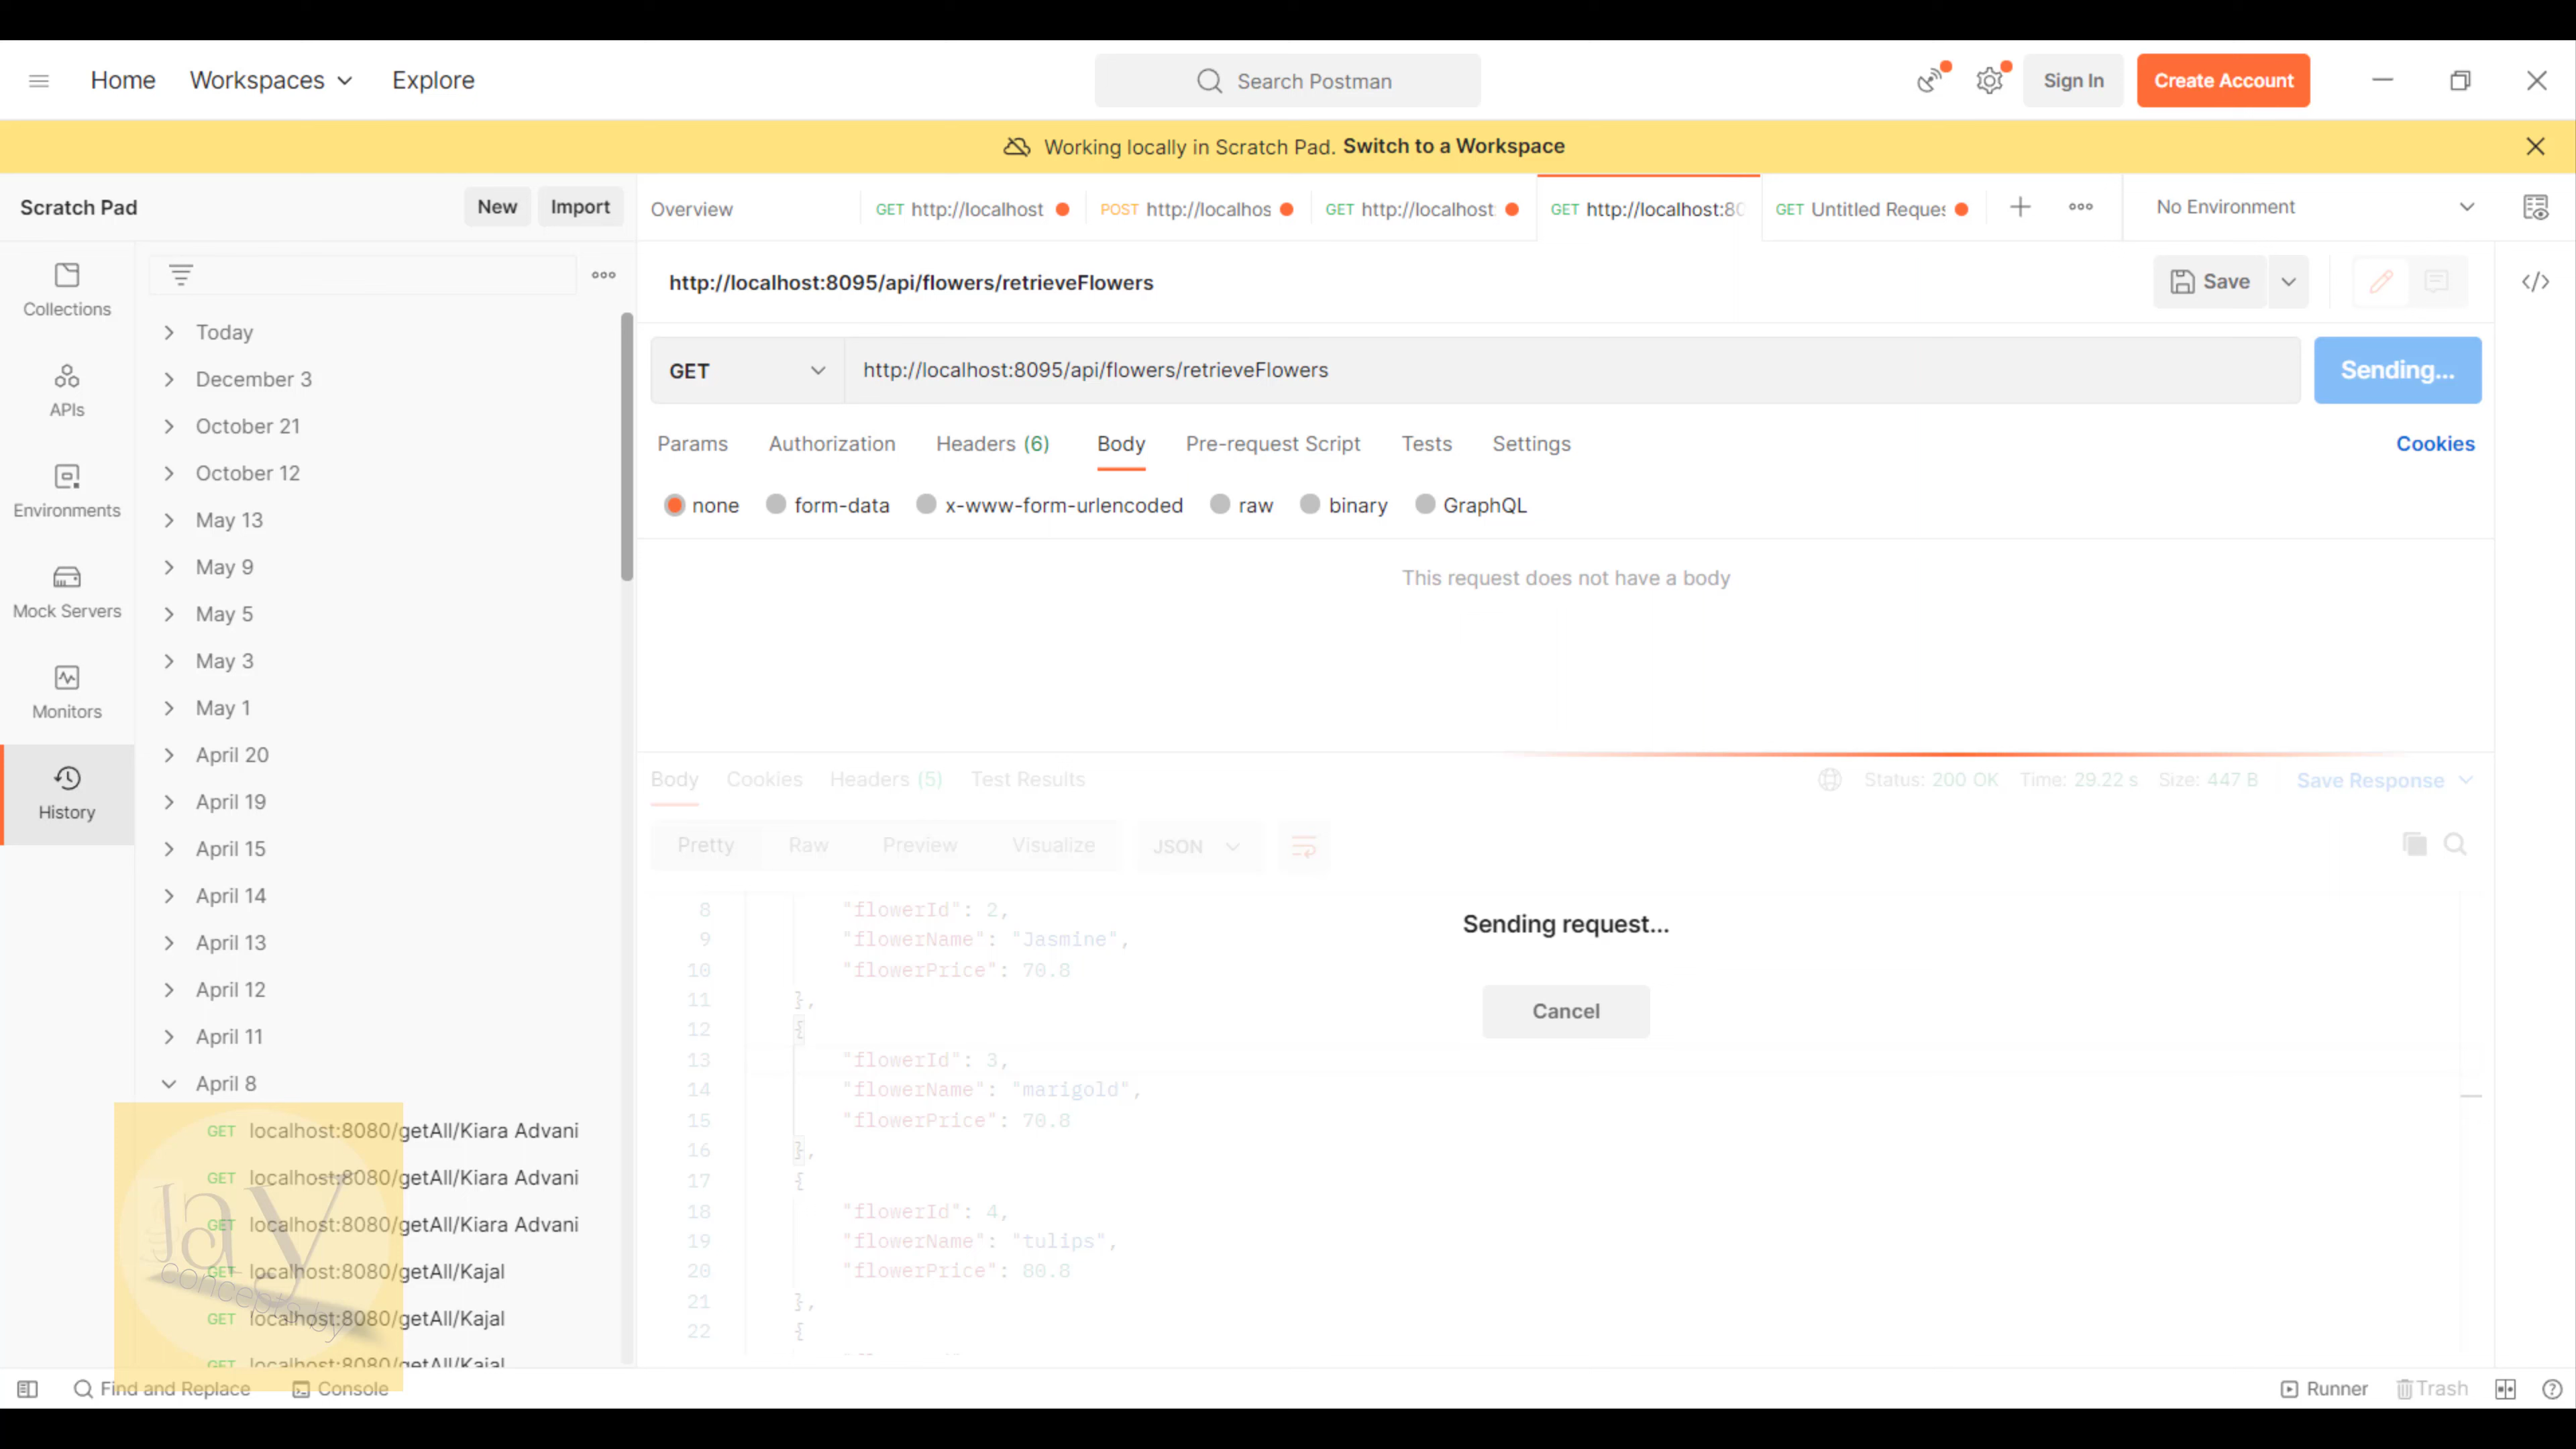 Home Workspaces Explore
Search Postman
Sign In Create Account
Working locally in Scratch Pad. Switch to a Workspace
Scratch Pad New Import
Overview GET http://localhost POST http://localhos GET http://localhost: GET http://localhost:80 GET Untitled Reques No Environment
Collections
APIs
Environments
Mock Servers
Monitors
History
Today
December 3
October 21
October 12
May 13
May 9
May 5
May 3
May 1
April 20
April 19
April 15
April 14
April 13
April 12
April 11
April 8
GET localhost:8080/getAll/Kiara Advani
GET localhost:8080/getAll/Kiara Advani
GET localhost:8080/getAll/Kiara Advani
GET localhost:8080/getAll/Kajal
GET localhost:8080/getAll/Kajal
GET localhost:8080/getAll/Kajal
Jay
concepts by
http://localhost:8095/api/flowers/retrieveFlowers
Save
GET http://localhost:8095/api/flowers/retrieveFlowers Sending...
Params Authorization Headers (6) Body Pre-request Script Tests Settings Cookies
none form-data x-www-form-urlencoded raw binary GraphQL
This request does not have a body
Body Cookies Headers (5) Test Results Status: 200 OK Time: 29.22 s Size: 447 B Save Response
Pretty Raw Preview Visualize JSON
8 "flowerId": 2,
9 "flowerName": "Jasmine",
10 "flowerPrice": 70.8
11 },
12 {
13 "flowerId": 3,
14 "flowerName": "marigold",
15 "flowerPrice": 70.8
16 },
17 {
18 "flowerId": 4,
19 "flowerName": "tulips",
20 "flowerPrice": 80.8
21 },
22 {
Sending request...
Cancel
Find and Replace Console Runner Trash